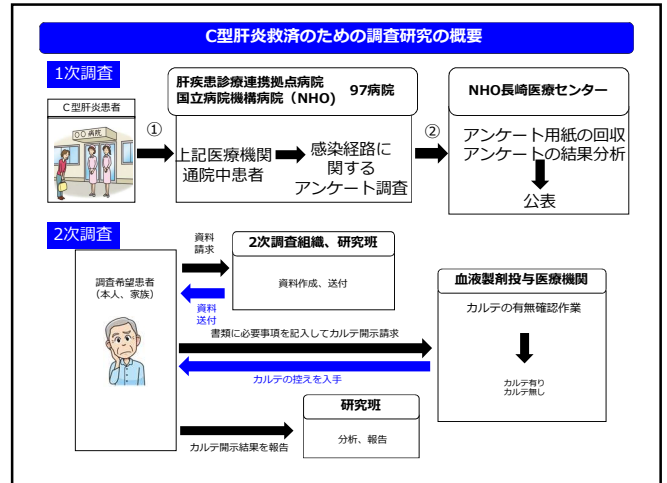 C型肝炎救済のための調査研究の概要
1次調査
C型肝炎患者
〇〇病院
①
肝疾患診療連携拠点病院
国立病院機構病院（NHO） 97病院
上記医療機関
通院中患者
感染経路に
関する
アンケート調査
②
NHO長崎医療センター
アンケート用紙の回収
アンケートの結果分析
公表
2次調査
調査希望患者
（本人、家族）
資料
請求
2次調査組織、研究班
資料作成、送付
資料
送付
書類に必要事項を記入してカルテ開示請求
カルテの控えを入手
血液製剤投与医療機関
カルテの有無確認作業
カルテ有り
カルテ無し
研究班
分析、報告
カルテ開示結果を報告